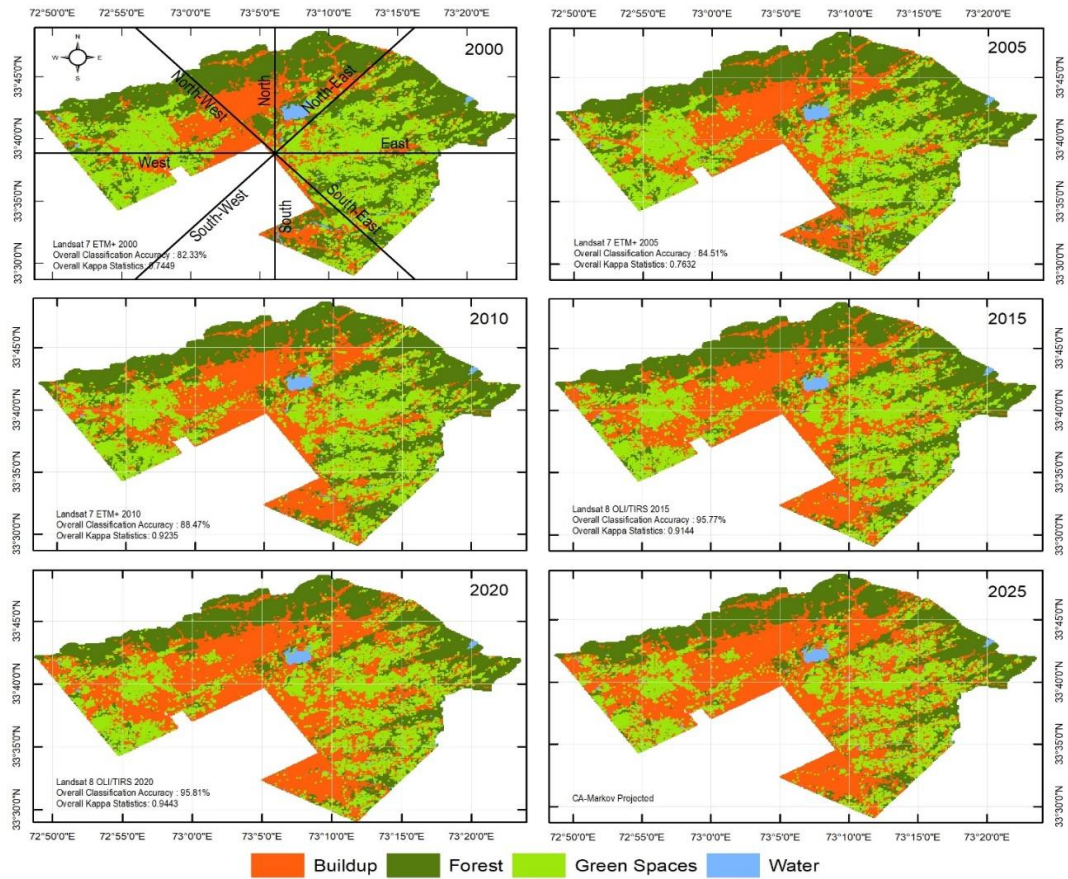 72°50'0"E 72°55'0"E 73°0'0"E 73°5'0"E 73°10'0"E 73°15'0"E 73°20'0"E
72°50'0"E 72°55'0"E 73°0'0"E 73°5'0"E 73°10'0"E 73°15'0"E 73°20'0"E
33°45'0"N
33°40'0"N
33°35'0"N
33°30'0"N
N
W E
S
2000
North-West
North
North-East
West
East
South-West
South
South-East
Landsat 7 ETM+ 2000
Overall Classification Accuracy : 82.33%
Overall Kappa Statistics: 0.7449
2005
Landsat 7 ETM+ 2005
Overall Classification Accuracy : 84.51%
Overall Kappa Statistics: 0.7632
33°45'0"N
33°40'0"N
33°35'0"N
33°30'0"N
33°45'0"N
33°40'0"N
33°35'0"N
33°30'0"N
2010
Landsat 7 ETM+ 2010
Overall Classification Accuracy : 88.47%
Overall Kappa Statistics: 0.9235
2015
Landsat 8 OLI/TIRS 2015
Overall Classification Accuracy : 95.77%
Overall Kappa Statistics: 0.9144
33°45'0"N
33°40'0"N
33°35'0"N
33°30'0"N
33°45'0"N
33°40'0"N
33°35'0"N
33°30'0"N
2020
Landsat 8 OLI/TIRS 2020
Overall Classification Accuracy : 95.81%
Overall Kappa Statistics: 0.9443
2025
CA-Markov Projected
33°45'0"N
33°40'0"N
33°35'0"N
33°30'0"N
72°50'0"E 72°55'0"E 73°0'0"E 73°5'0"E 73°10'0"E 73°15'0"E 73°20'0"E
72°50'0"E 72°55'0"E 73°0'0"E 73°5'0"E 73°10'0"E 73°15'0"E 73°20'0"E
Buildup Forest Green Spaces Water